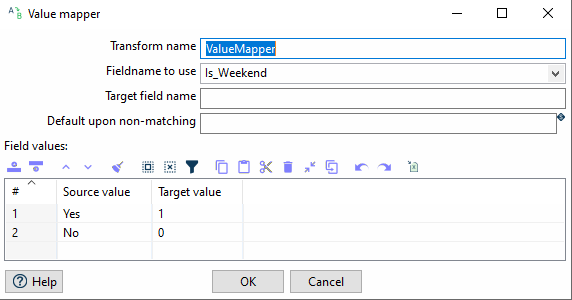 Value mapper
Transform name ValueMapper
Fieldname to use Is_Weekend
Target field name
Default upon non-matching
Field values:
# Source value Target value
1 Yes 1
2 No 0
Help OK Cancel